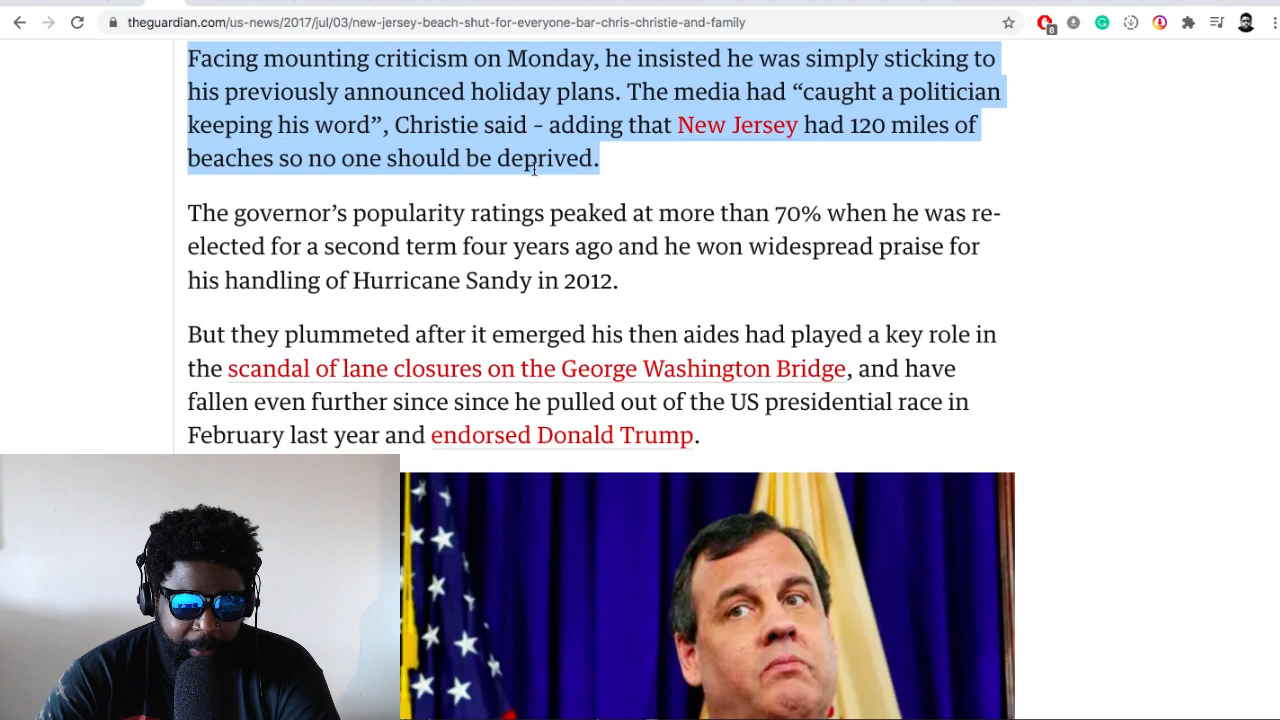 theguardian.com/us-news/2017/jul/03/new-jersey-beach-shut-for-everyone-bar-chris-christie-and-family
8
Facing mounting criticism on Monday, he insisted he was simply sticking to
his previously announced holiday plans. The media had “caught a politician
keeping his word”, Christie said – adding that New Jersey had 120 miles of
beaches so no one should be deprived.
The governor’s popularity ratings peaked at more than 70% when he was re-
elected for a second term four years ago and he won widespread praise for
his handling of Hurricane Sandy in 2012.
But they plummeted after it emerged his then aides had played a key role in
the scandal of lane closures on the George Washington Bridge, and have
fallen even further since since he pulled out of the US presidential race in
February last year and endorsed Donald Trump.